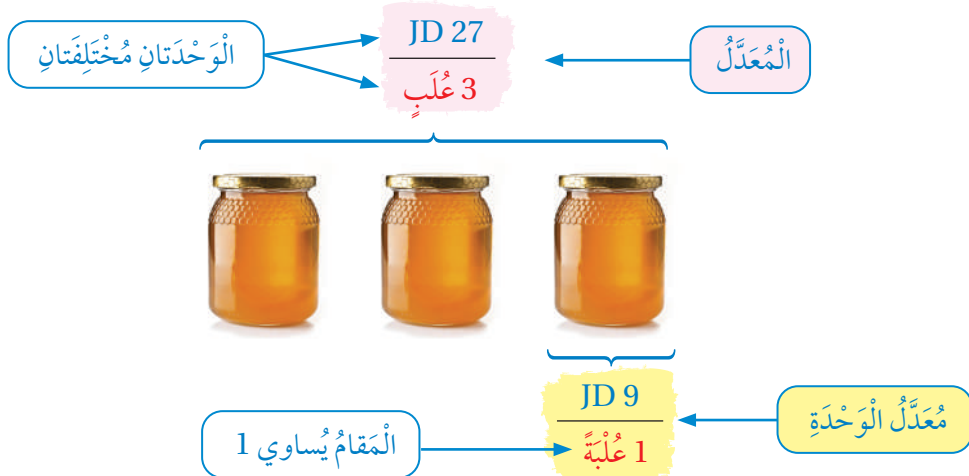 JD 27
3 عُلَبٍ
الْمُعَدَّلُ
الْوَحْدَتانِ مُخْتَلِفَتانِ
JD 9
1 عُلْبَةً
مُعَدَّلُ الْوَحْدَةِ
الْمَقامُ يُساوي 1